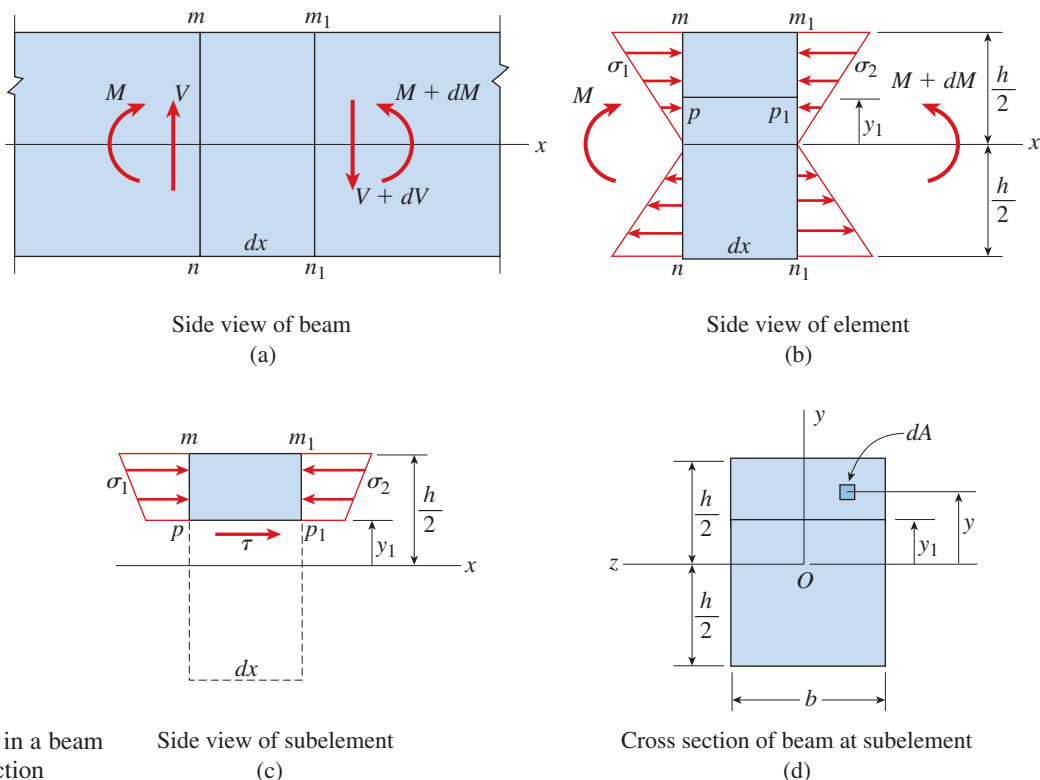 m
m1
M
V
M + dM
x
V + dV
dx
n
n1
Side view of beam
(a)
m
m1
σ1
σ2
M
M + dM
h
2
p
p1
y1
x
h
2
dx
n
n1
Side view of element
(b)
m
m1
σ1
σ2
h
2
p
τ
p1
y1
x
dx
in a beam
ction
Side view of subelement
(c)
y
dA
h
2
y
y1
z
O
h
2
b
Cross section of beam at subelement
(d)